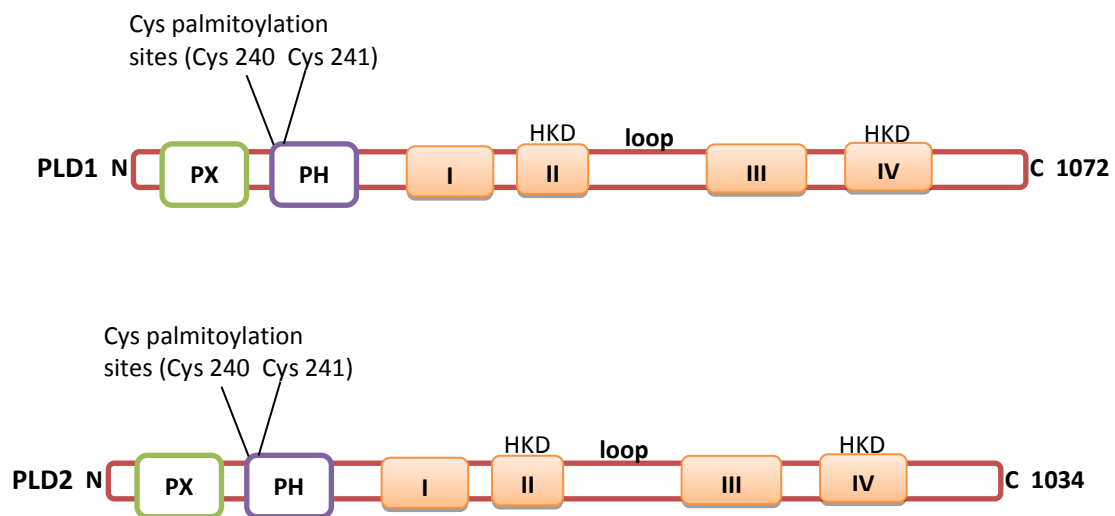 Cys palmitoylation
sites (Cys 240  Cys 241)
HKD loop HKD
PLD1 N PX PH I II III IV C 1072
Cys palmitoylation
sites (Cys 240  Cys 241)
HKD loop HKD
PLD2 N PX PH I II III IV C 1034